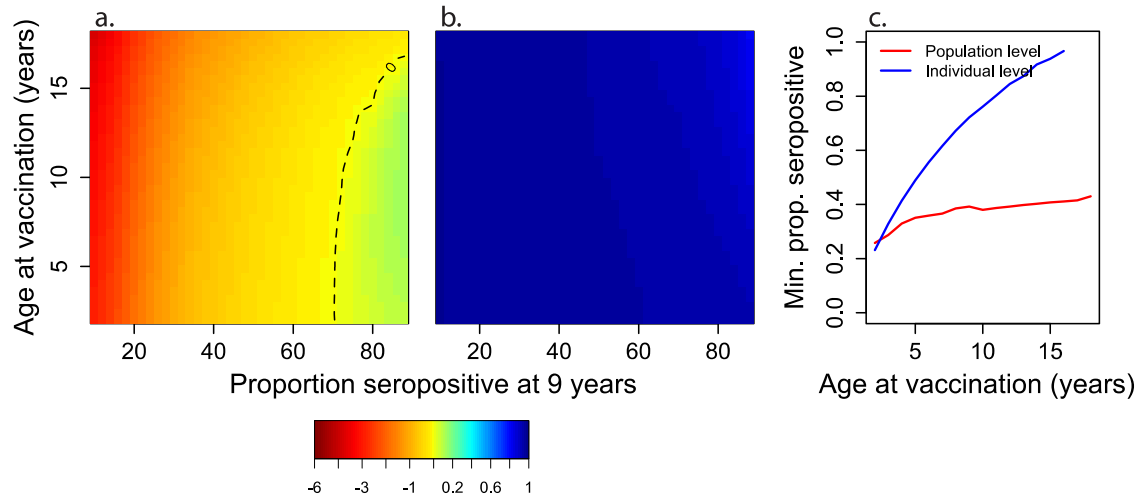 a.
b.
c.
Age at vaccination (years)
15
10
5
0
20 40 60 80
20 40 60 80
Proportion seropositive at 9 years
-6 -3 -1 0.2 0.6 1
Min. prop. seropositive
1.0
0.8
0.6
0.4
0.2
0.0
Population level
Individual level
5 10 15
Age at vaccination (years)